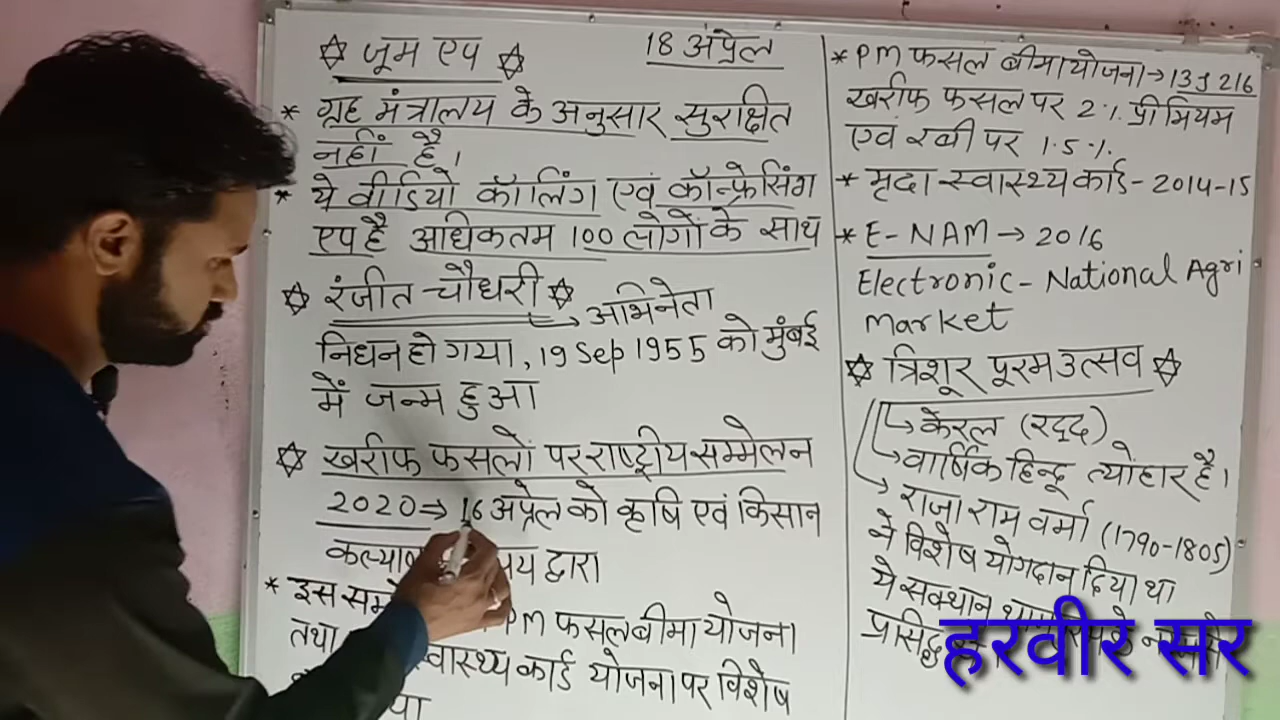 18 अप्रैल
✡ जूम एप ✡
* गृह मंत्रालय के अनुसार सुरक्षित
नहीं है।
* ये वीडियो कॉलिंग एवं कॉन्फ्रेसिंग
एप है अधिकतम 100 लोगों के साथ
✡ रंजीत चौधरी ✡ → अभिनेता
निधन हो गया, 19 Sep 1955 को मुंबई
में जन्म हुआ
✡ खरीफ फसलों पर राष्ट्रीय सम्मेलन
2020 → 16 अप्रेल को कृषि एवं किसान
द्वारा
* इस PM फसल बीमा योजना
तथा स्वास्थ्य कार्ड योजना पर विशेष
* PM फसल बीमा योजना → 13 J 216
खरीफ फसल पर 2% प्रीमियम
एवं रबी पर 1.5%
* मृदा स्वास्थ्य कार्ड - 2014-15
* E-NAM → 2016
Electronic - National Agri
Market
✡ त्रिशूर पूरम उत्सव ✡
→ केरल (रद्द)
→ वार्षिक हिन्दू त्योंहार है।
→ राजा राम वर्मा (1790-1805)
ने विशेष योगदान दिया था
ये सक्थान
प्रसिद्ध
हरवीर सर